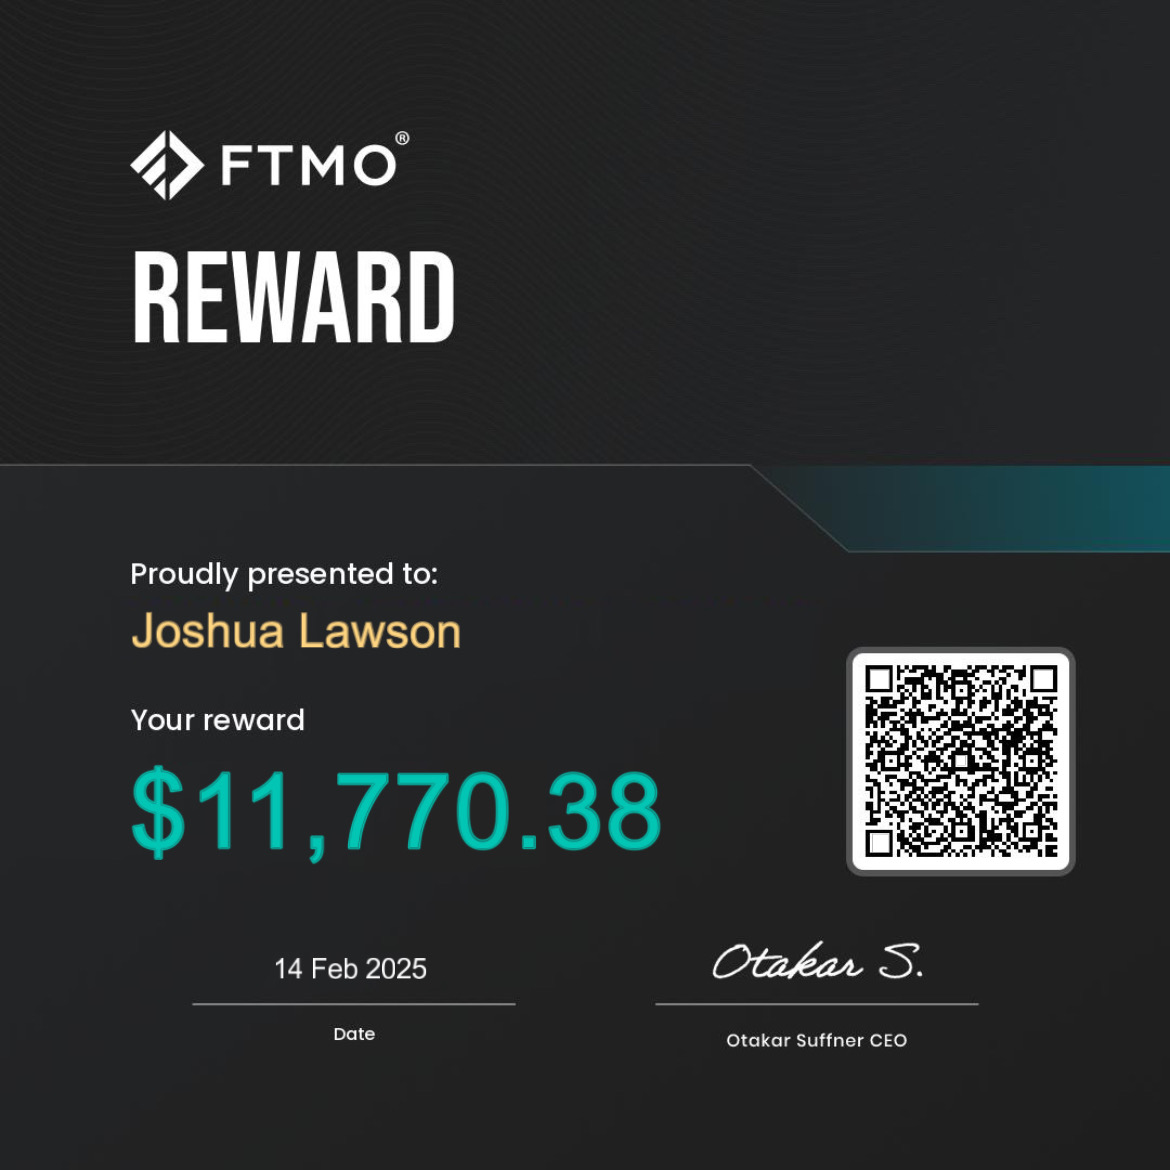 FTMO®
REWARD
Proudly presented to:
Joshua Lawson
Your reward
$11,770.38
14 Feb 2025
Date
Otakar S.
Otakar Suffner CEO